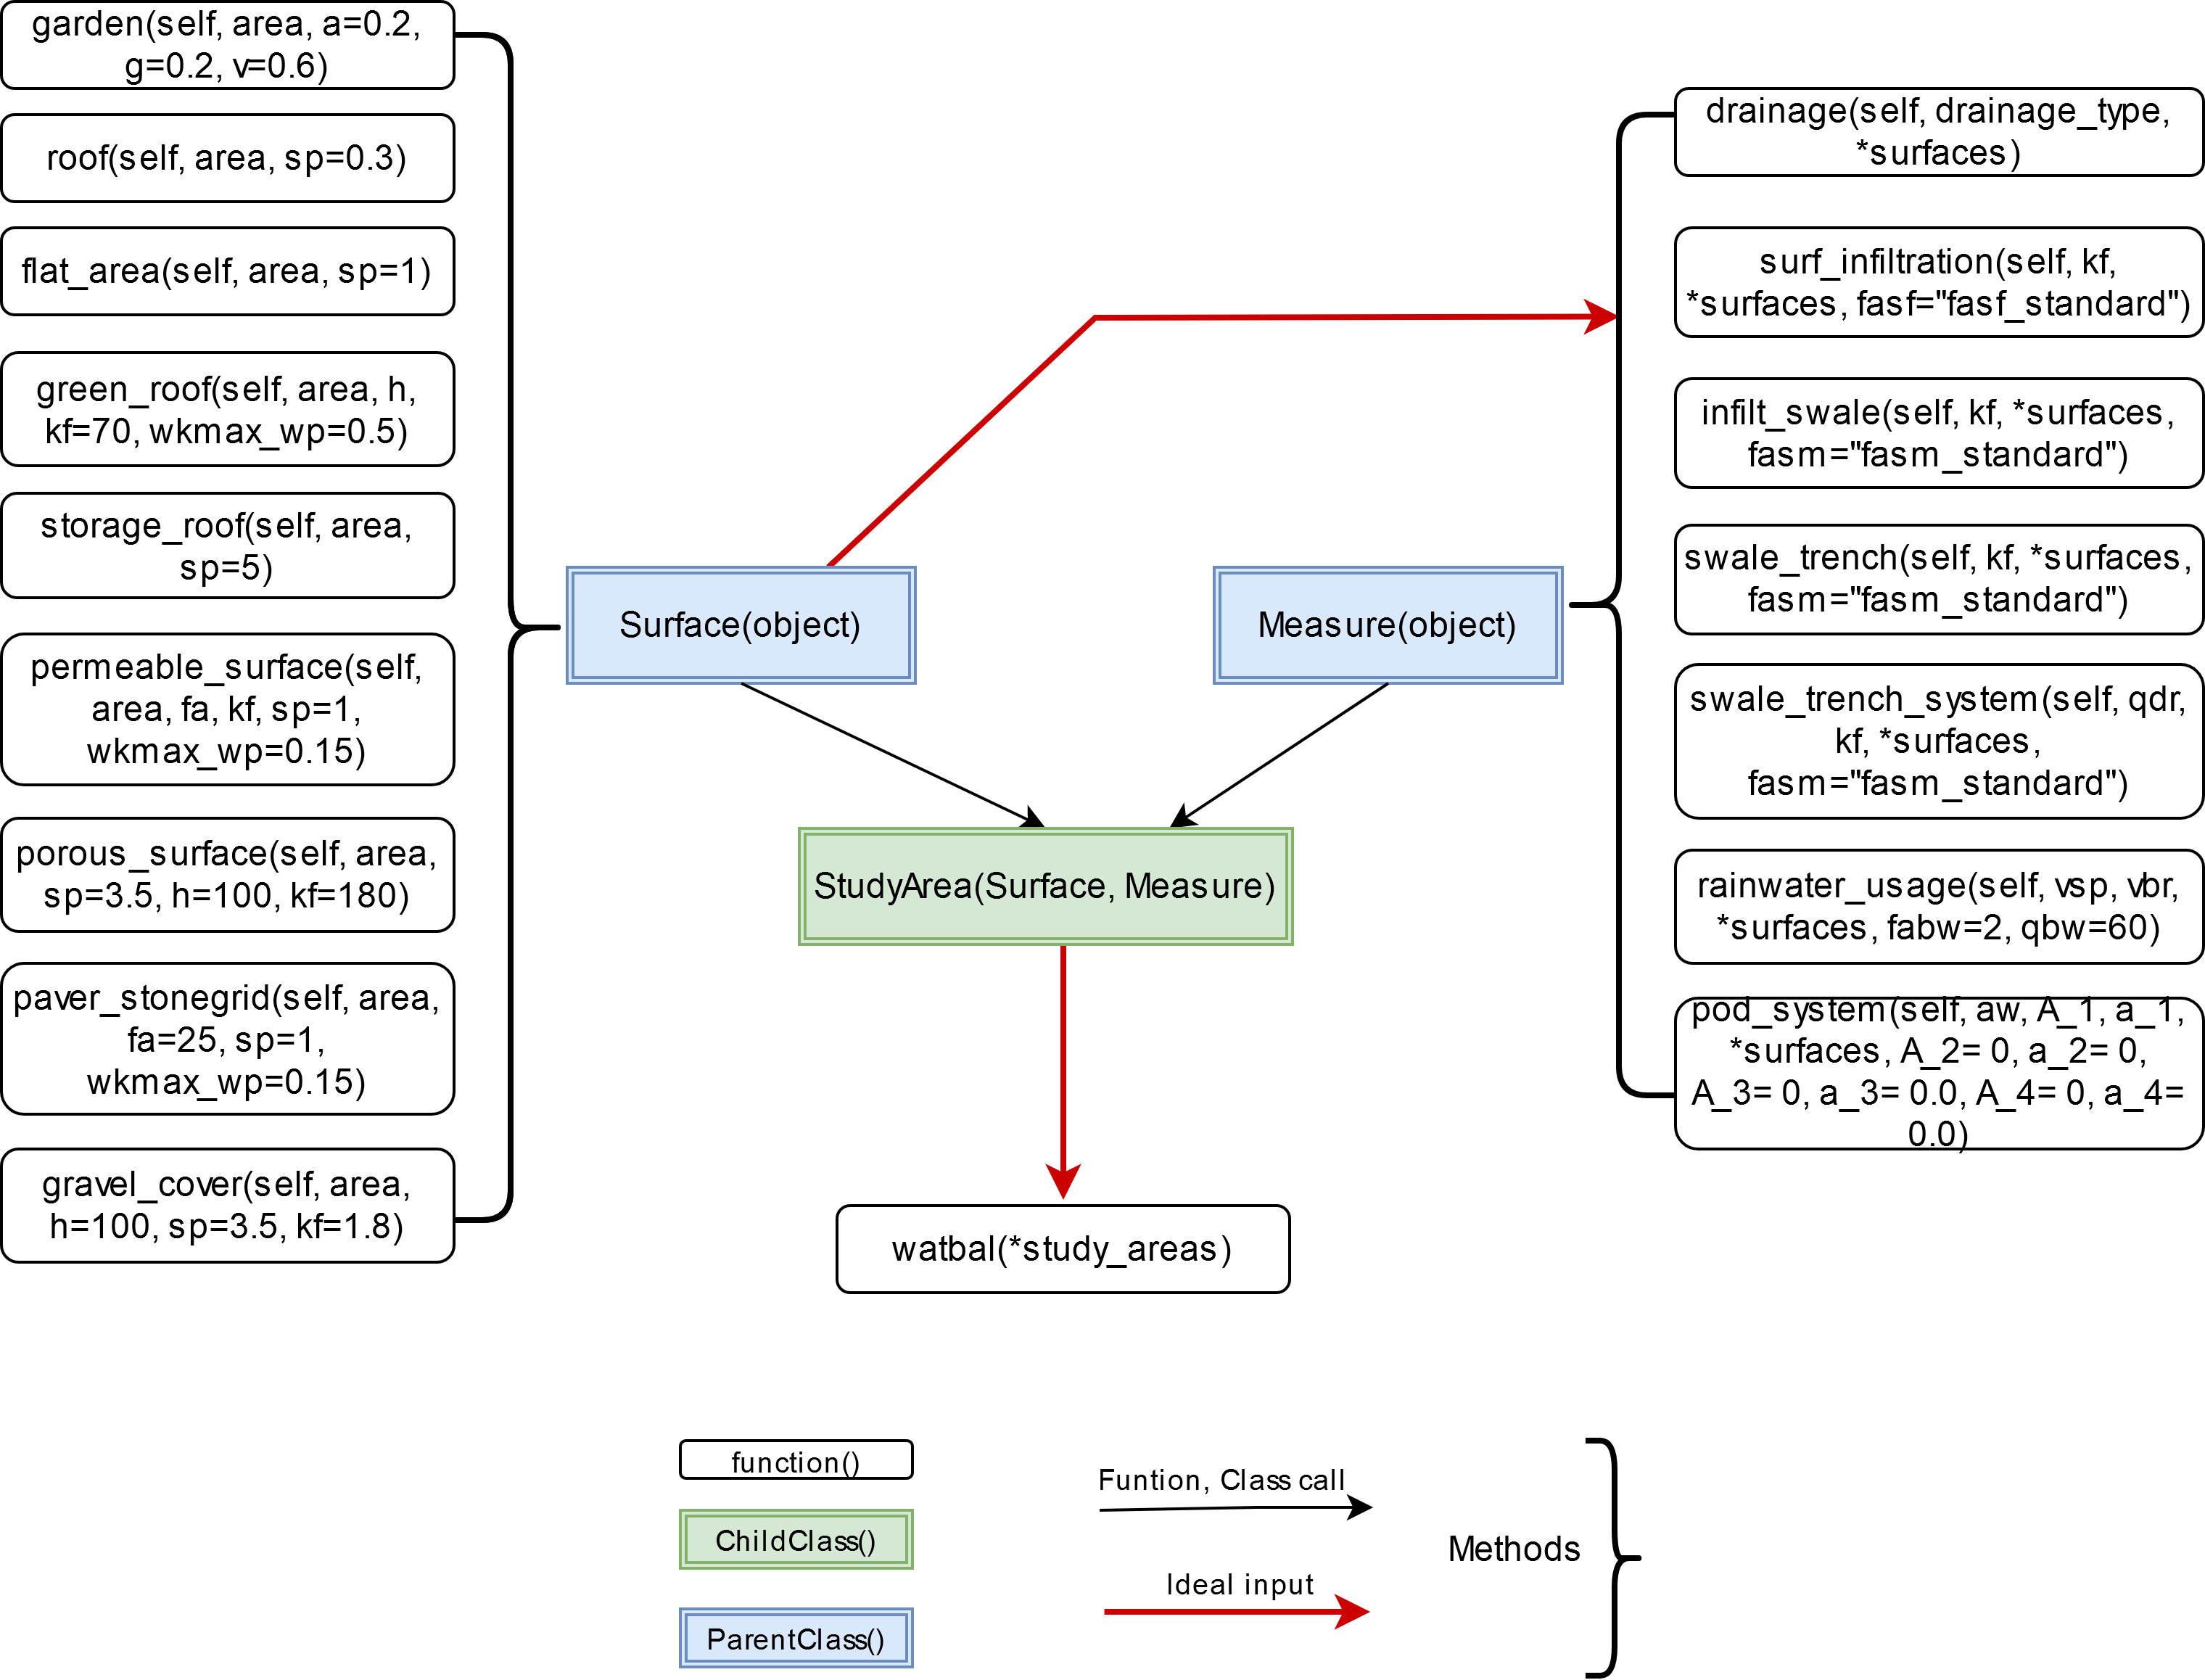 garden(self, area, a=0.2,
g=0.2, v=0.6)
roof(self, area, sp=0.3)
flat_area(self, area, sp=1)
green_roof(self, area, h,
kf=70, wkmax_wp=0.5)
storage_roof(self, area,
sp=5)
permeable_surface(self,
area, fa, kf, sp=1,
wkmax_wp=0.15)
porous_surface(self, area,
sp=3.5, h=100, kf=180)
paver_stonegrid(self, area,
fa=25, sp=1,
wkmax_wp=0.15)
gravel_cover(self, area,
h=100, sp=3.5, kf=1.8)
Surface(object)
Measure(object)
StudyArea(Surface, Measure)
watbal(*study_areas)
drainage(self, drainage_type,
*surfaces)
surf_infiltration(self, kf,
*surfaces, fasf="fasf_standard")
infilt_swale(self, kf, *surfaces,
fasm="fasm_standard")
swale_trench(self, kf, *surfaces,
fasm="fasm_standard")
swale_trench_system(self, qdr,
kf, *surfaces,
fasm="fasm_standard")
rainwater_usage(self, vsp, vbr,
*surfaces, fabw=2, qbw=60)
pod_system(self, aw, A_1, a_1,
*surfaces, A_2= 0, a_2= 0,
A_3= 0, a_3= 0.0, A_4= 0, a_4=
0.0)
function()
ChildClass()
ParentClass()
Funtion, Class call
Ideal input
Methods